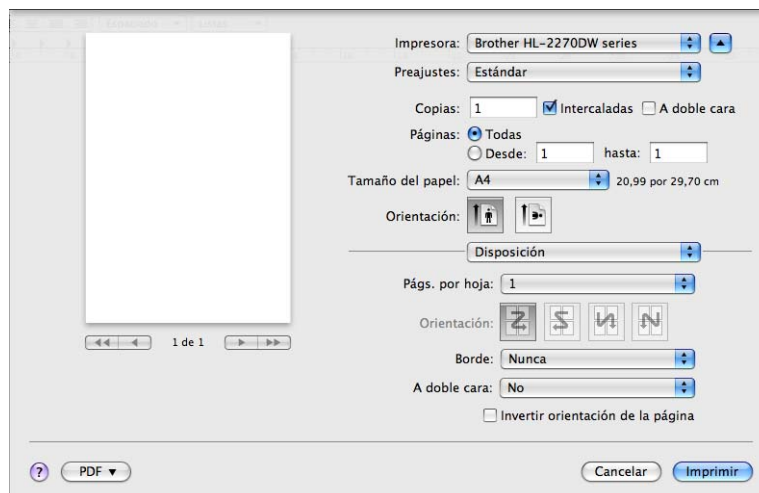 Impresora: Brother HL-2270DW series
Preajustes: Estándar
Copias: 1 Intercaladas A doble cara
Páginas: Todas
Desde: 1 hasta: 1
Tamaño del papel: A4 20,99 por 29,70 cm
Orientación:
Disposición
Págs. por hoja: 1
Orientación:
1 de 1
Borde: Nunca
A doble cara: No
Invertir orientación de la página
? PDF Cancelar Imprimir